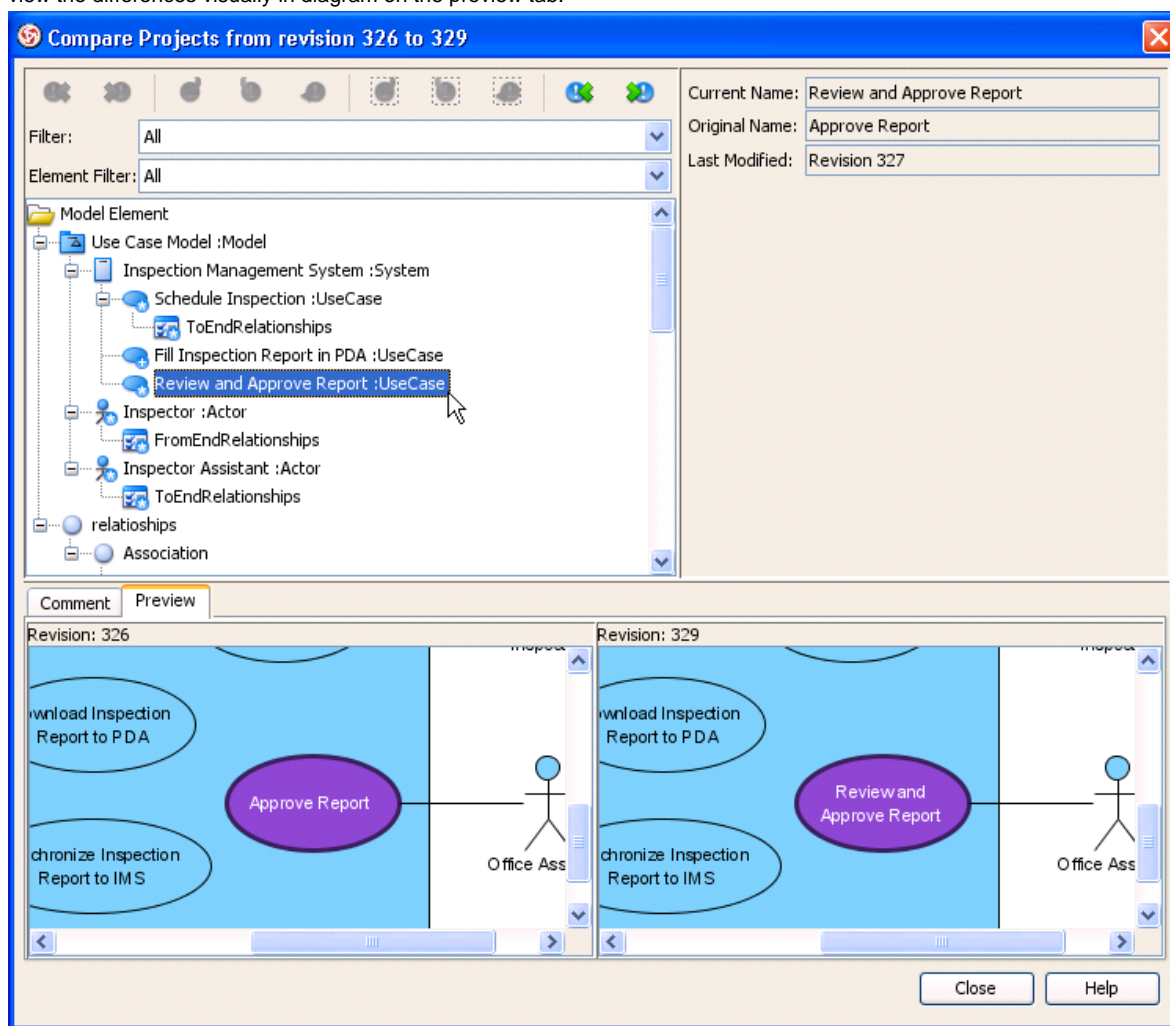 view the differences visually in diagram on the preview tab.
Compare Projects from revision 326 to 329
Filter: All
Element Filter: All
Current Name: Review and Approve Report
Original Name: Approve Report
Last Modified: Revision 327
Model Element
Use Case Model :Model
Inspection Management System :System
Schedule Inspection :UseCase
ToEndRelationships
Fill Inspection Report in PDA :UseCase
Review and Approve Report :UseCase
Inspector :Actor
FromEndRelationships
Inspector Assistant :Actor
ToEndRelationships
relatioships
Association
Comment Preview
Revision: 326
wnload Inspection
Report to PDA
Approve Report
chronize Inspection
Report to IMS
Office Ass
Revision: 329
wnload Inspection
Report to PDA
Review and
Approve Report
chronize Inspection
Report to IMS
Office Ass
Close Help